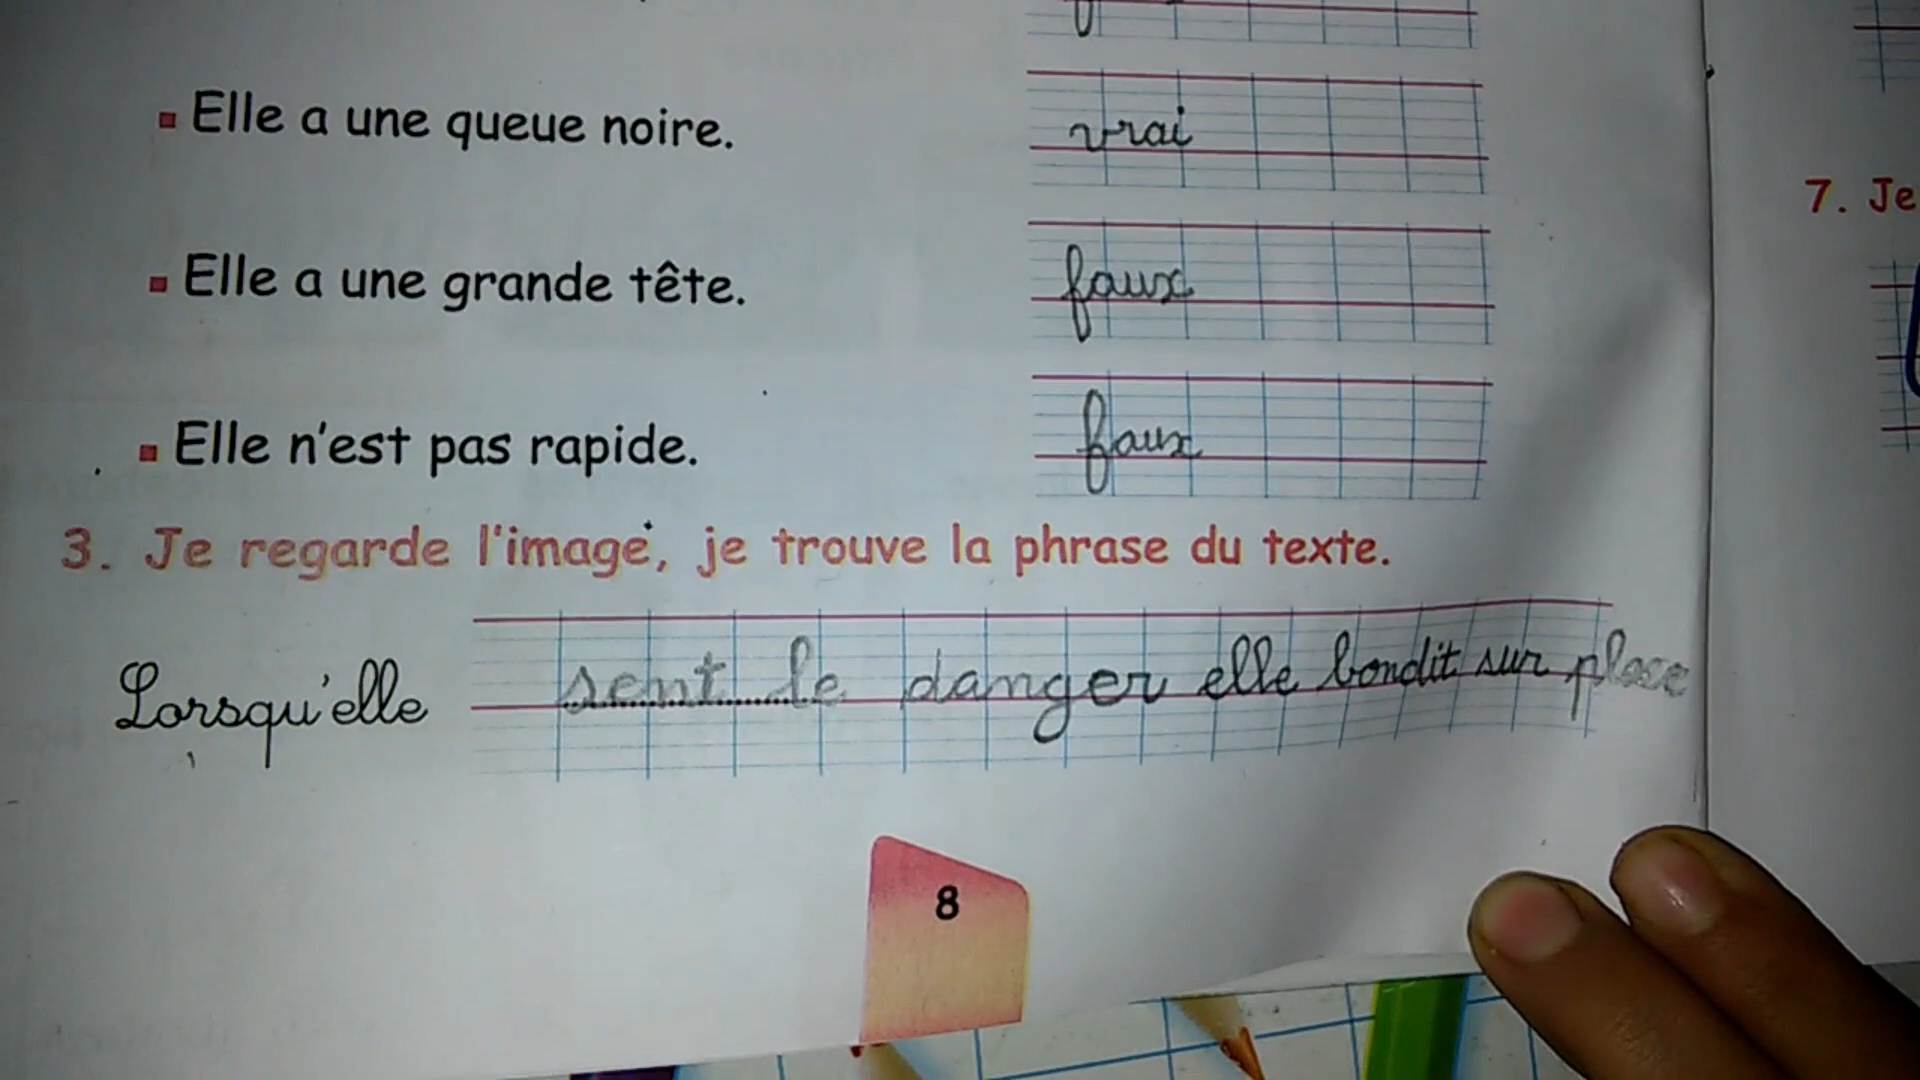 Elle a une queue noire.
vrai
Elle a une grande tête.
faux
Elle n'est pas rapide.
faux
3. Je regarde l'image, je trouve la phrase du texte.
Lorsqu'elle sent le danger elle bondit sur place
8
7. Je